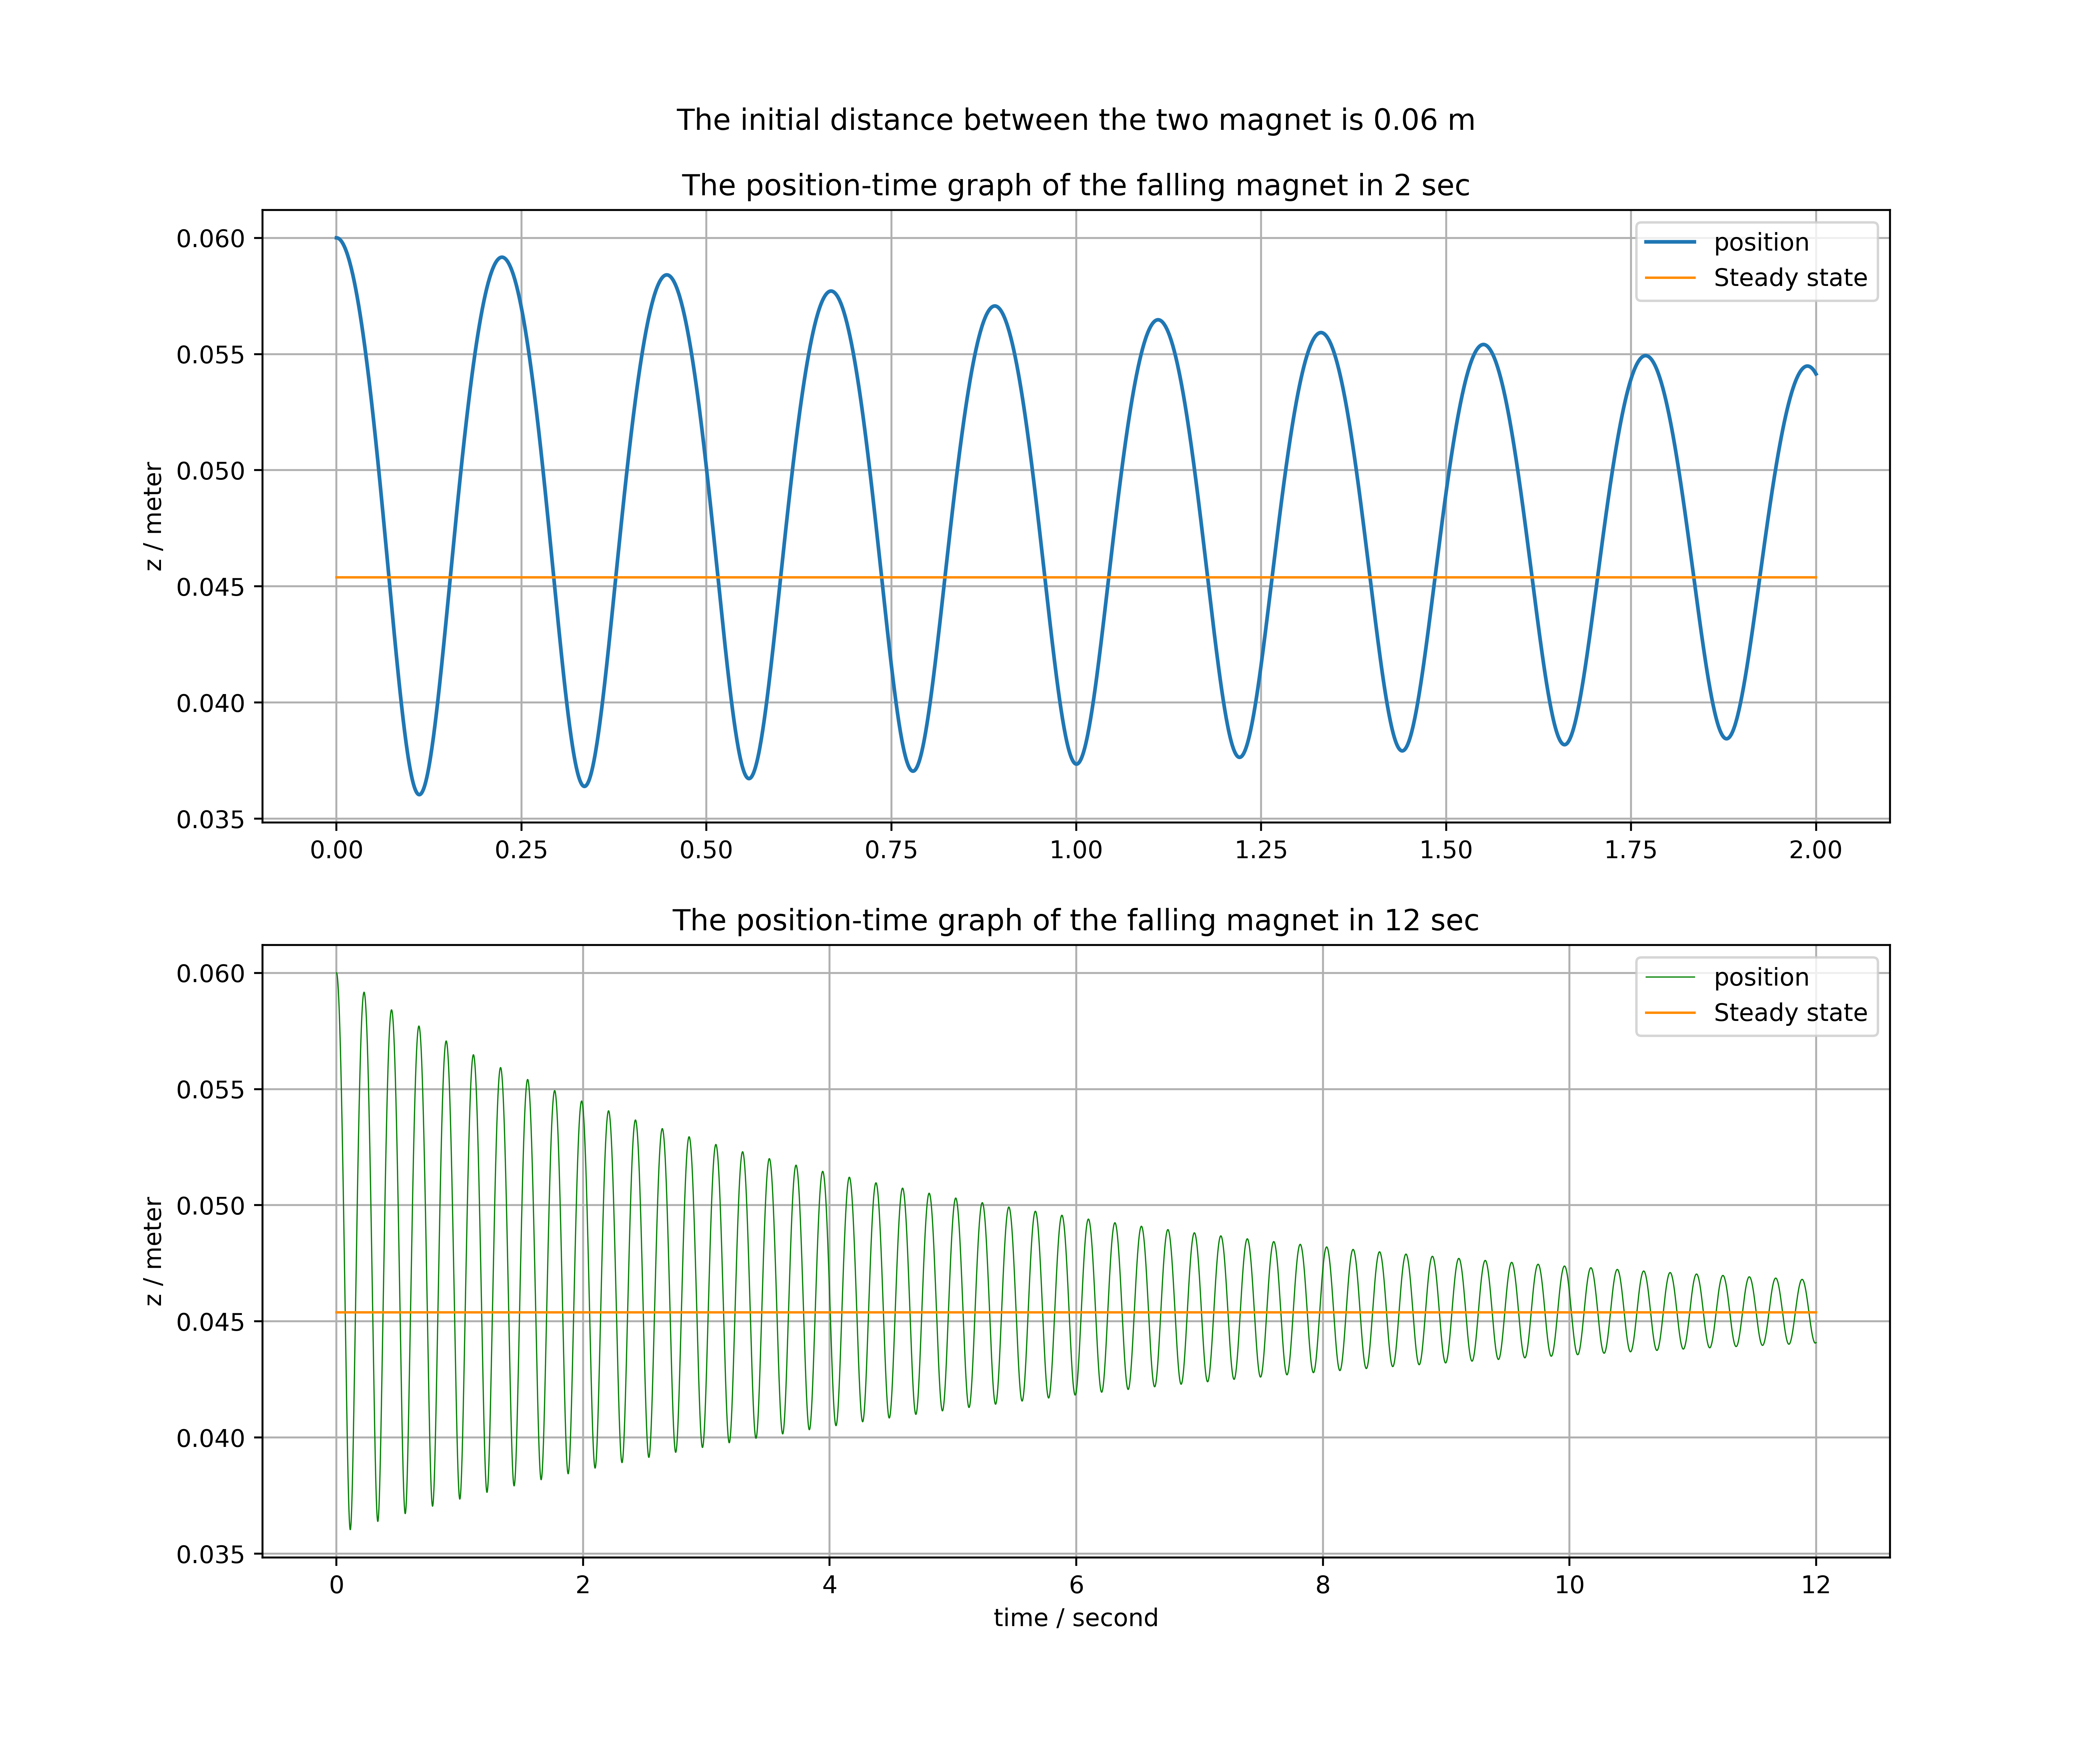 The initial distance between the two magnet is 0.06 m
The position-time graph of the falling magnet in 2 sec
0.060
0.055
0.050
0.045
0.040
0.035
z / meter
position
Steady state
0.00 0.25 0.50 0.75 1.00 1.25 1.50 1.75 2.00
The position-time graph of the falling magnet in 12 sec
0.060
0.055
0.050
0.045
0.040
0.035
z / meter
position
Steady state
0 2 4 6 8 10 12
time / second